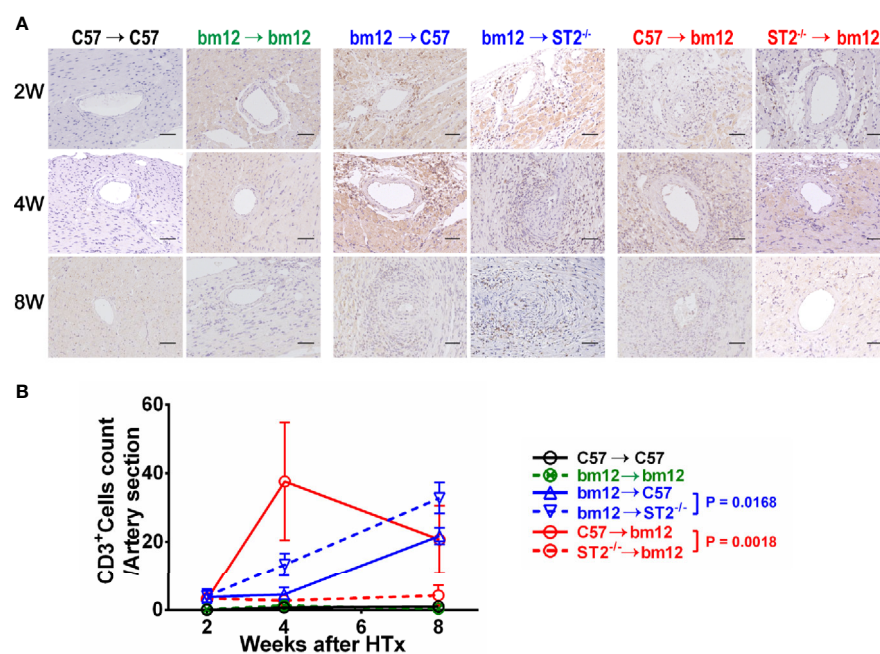 A
C57 → C57 bm12 → bm12 bm12 → C57 bm12 → ST2⁻/⁻ C57 → bm12 ST2⁻/⁻ → bm12
2W
4W
8W
B
CD3⁺Cells count
/Artery section
60
40
20
0
2 4 6 8
Weeks after HTx
C57 → C57
bm12 → bm12
bm12 → C57
bm12 → ST2⁻/⁻
P = 0.0168
C57 → bm12
ST2⁻/⁻ → bm12
P = 0.0018